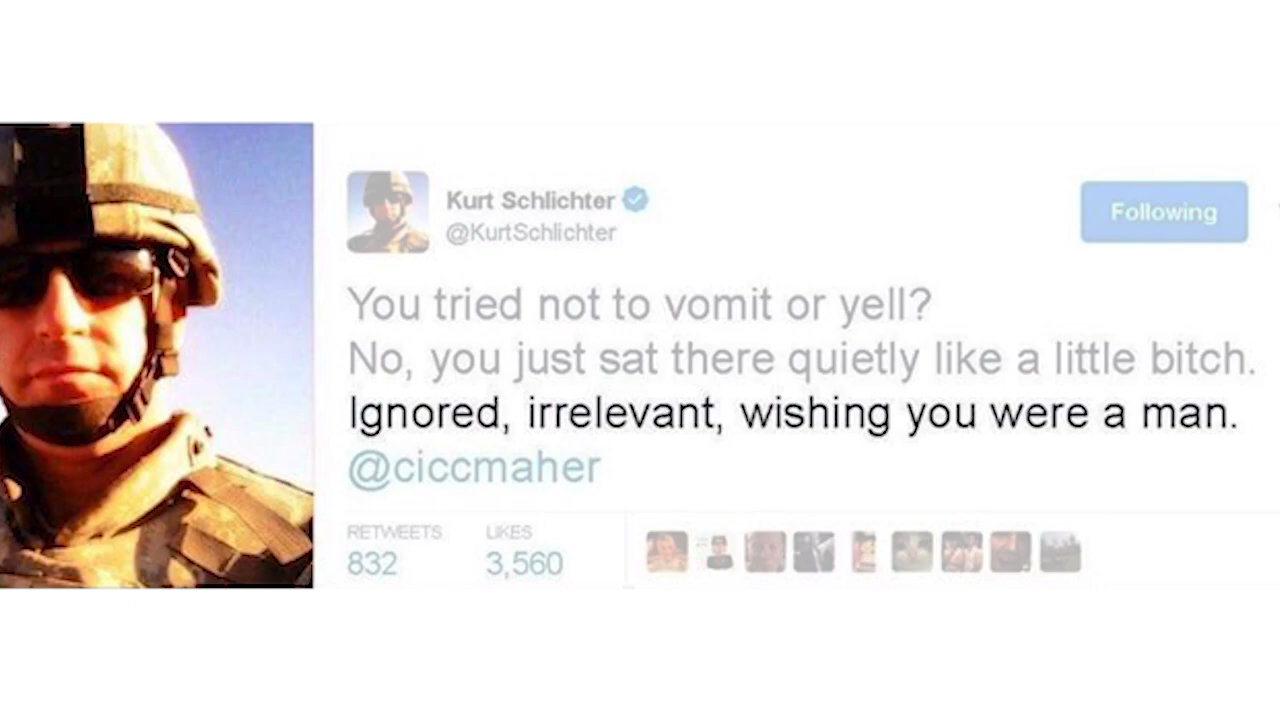 Kurt Schlichter
@KurtSchlichter
Following
You tried not to vomit or yell?
No, you just sat there quietly like a little bitch.
Ignored, irrelevant, wishing you were a man.
@ciccmaher
RETWEETS LIKES
832 3,560